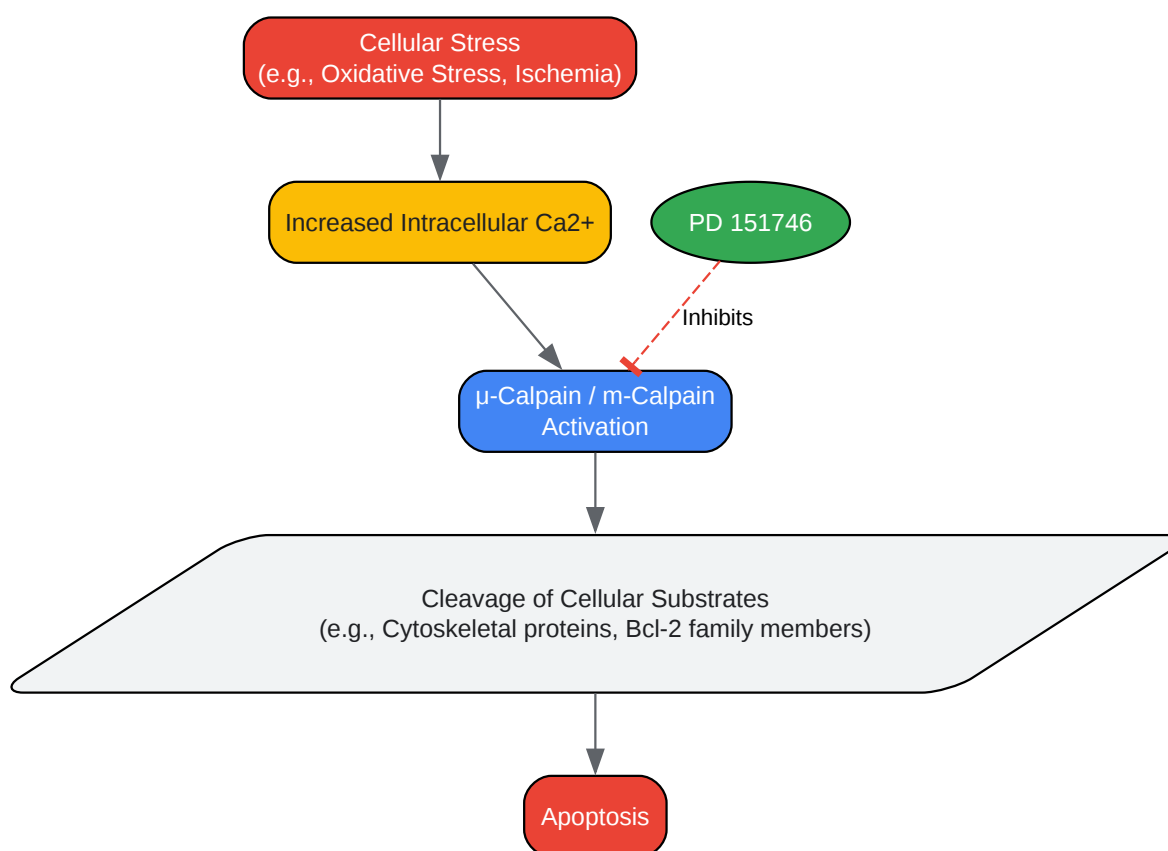 Cellular Stress
(e.g., Oxidative Stress, Ischemia)
Increased Intracellular Ca2+
PD 151746
Inhibits
μ-Calpain / m-Calpain
Activation
Cleavage of Cellular Substrates
(e.g., Cytoskeletal proteins, Bcl-2 family members)
Apoptosis